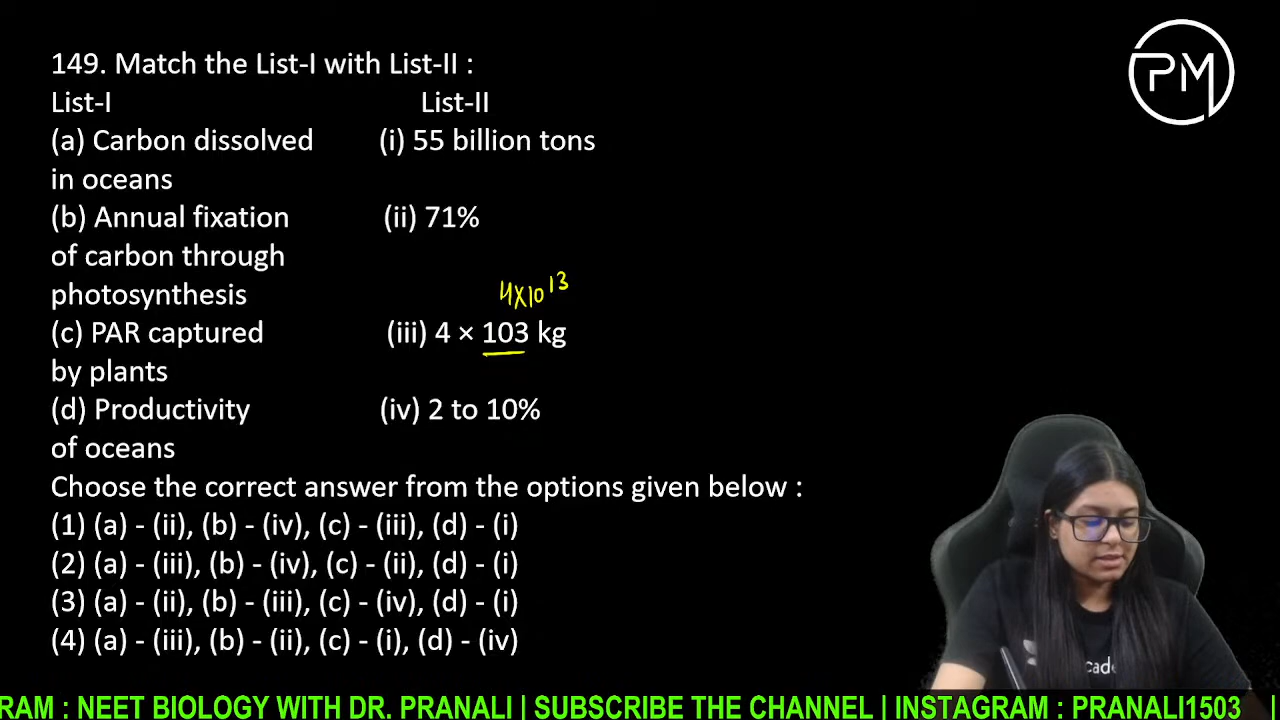 PM
149. Match the List-I with List-II :
List-I List-II
(a) Carbon dissolved (i) 55 billion tons
in oceans
(b) Annual fixation (ii) 71%
of carbon through
photosynthesis
4×10¹³
(c) PAR captured (iii) 4 × 103 kg
by plants
(d) Productivity (iv) 2 to 10%
of oceans
Choose the correct answer from the options given below :
(1) (a) - (ii), (b) - (iv), (c) - (iii), (d) - (i)
(2) (a) - (iii), (b) - (iv), (c) - (ii), (d) - (i)
(3) (a) - (ii), (b) - (iii), (c) - (iv), (d) - (i)
(4) (a) - (iii), (b) - (ii), (c) - (i), (d) - (iv)
RAM : NEET BIOLOGY WITH DR. PRANALI | SUBSCRIBE THE CHANNEL | INSTAGRAM : PRANALI1503 |